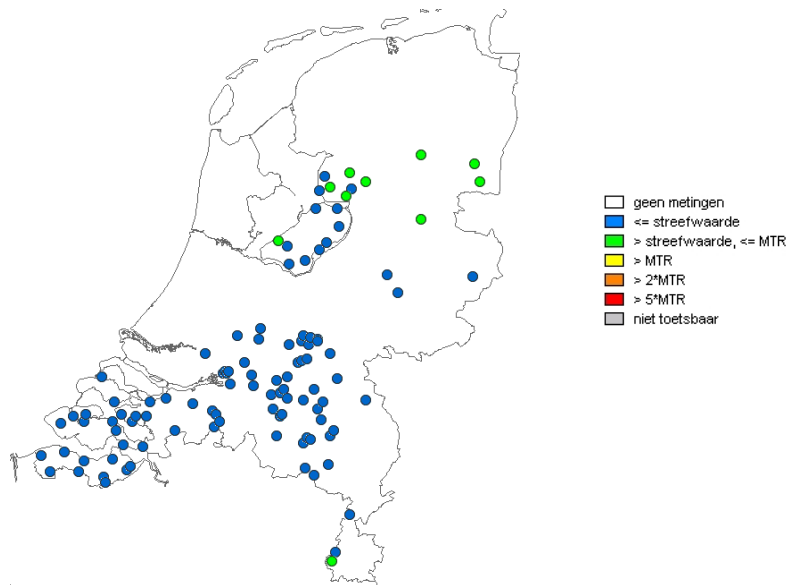 geen metingen
<= streefwaarde
> streefwaarde, <= MTR
> MTR
> 2*MTR
> 5*MTR
niet toetsbaar